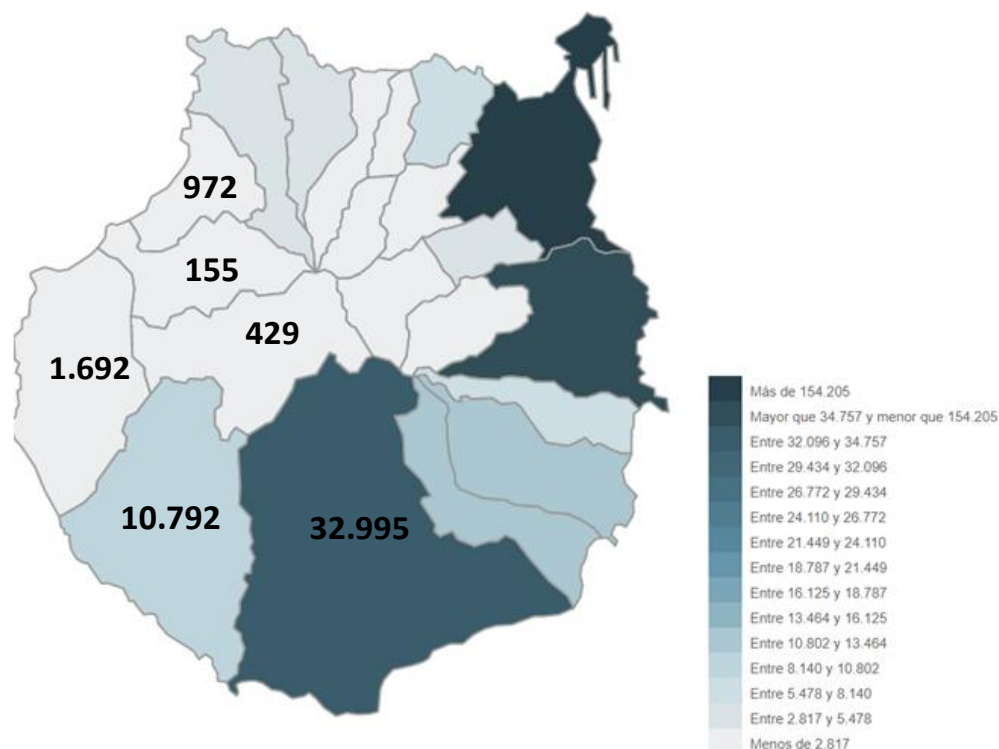 972
155
429
1.692
10.792
32.995
Más de 154.205
Mayor que 34.757 y menor que 154.205
Entre 32.096 y 34.757
Entre 29.434 y 32.096
Entre 26.772 y 29.434
Entre 24.110 y 26.772
Entre 21.449 y 24.110
Entre 18.787 y 21.449
Entre 16.125 y 18.787
Entre 13.464 y 16.125
Entre 10.802 y 13.464
Entre 8.140 y 10.802
Entre 5.478 y 8.140
Entre 2.817 y 5.478
Menos de 2.817